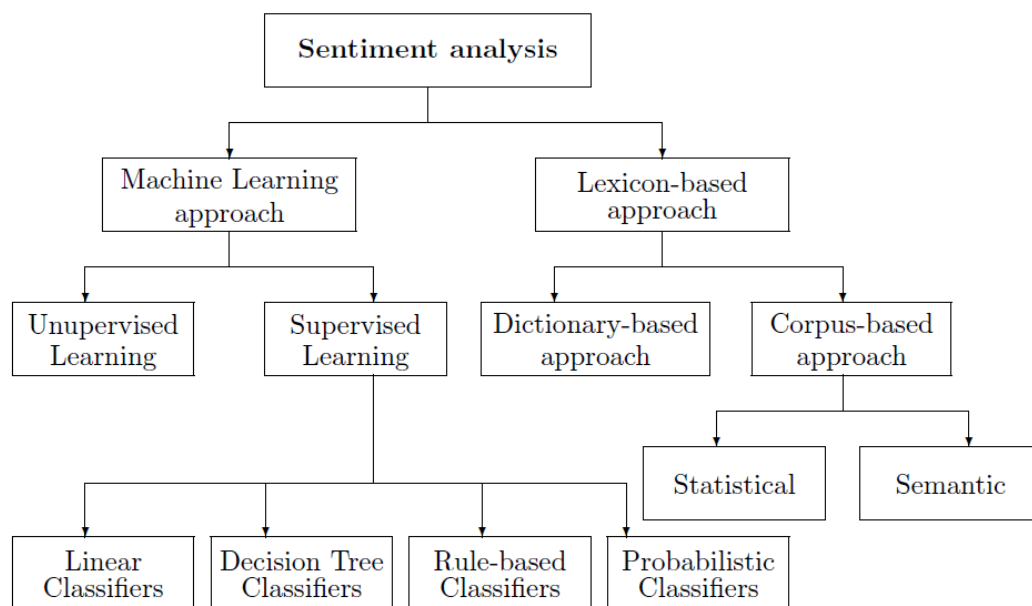 Sentiment analysis
Machine Learning
approach
Lexicon-based
approach
Unupervised
Learning
Supervised
Learning
Dictionary-based
approach
Corpus-based
approach
Statistical
Semantic
Linear
Classifiers
Decision Tree
Classifiers
Rule-based
Classifiers
Probabilistic
Classifiers